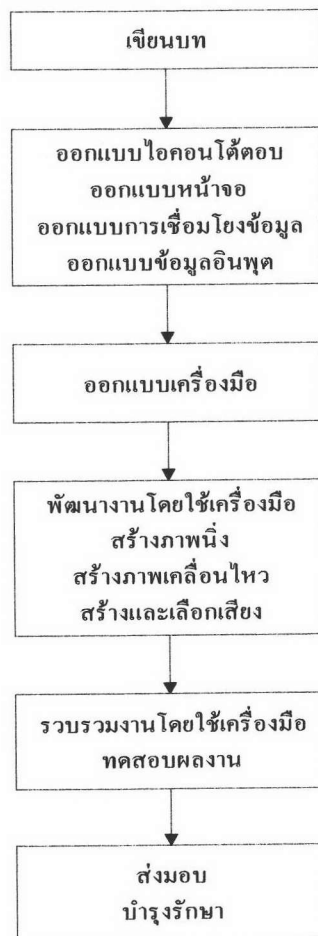 เขียนบท
ออกแบบไอคอนโต้ตอบ
ออกแบบหน้าจอ
ออกแบบการเชื่อมโยงข้อมูล
ออกแบบข้อมูลอินพุต
ออกแบบเครื่องมือ
พัฒนางานโดยใช้เครื่องมือ
สร้างภาพนิ่ง
สร้างภาพเคลื่อนไหว
สร้างและเลือกเสียง
รวบรวมงานโดยใช้เครื่องมือ
ทดสอบผลงาน
ส่งมอบ
บำรุงรักษา